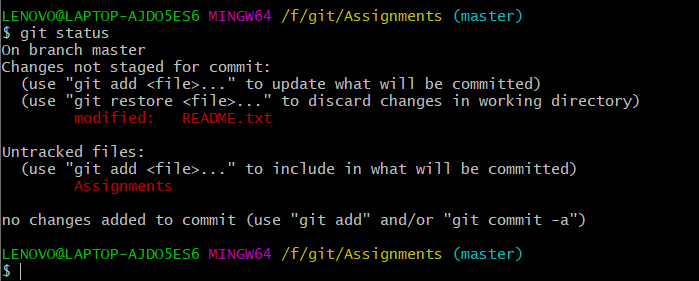 LENOVO@LAPTOP-AJDO5ES6 MINGW64 /f/git/Assignments (master)
$ git status
On branch master
Changes not staged for commit:
  (use "git add <file>..." to update what will be committed)
  (use "git restore <file>..." to discard changes in working directory)
        modified:   README.txt

Untracked files:
  (use "git add <file>..." to include in what will be committed)
        Assignments

no changes added to commit (use "git add" and/or "git commit -a")

LENOVO@LAPTOP-AJDO5ES6 MINGW64 /f/git/Assignments (master)
$